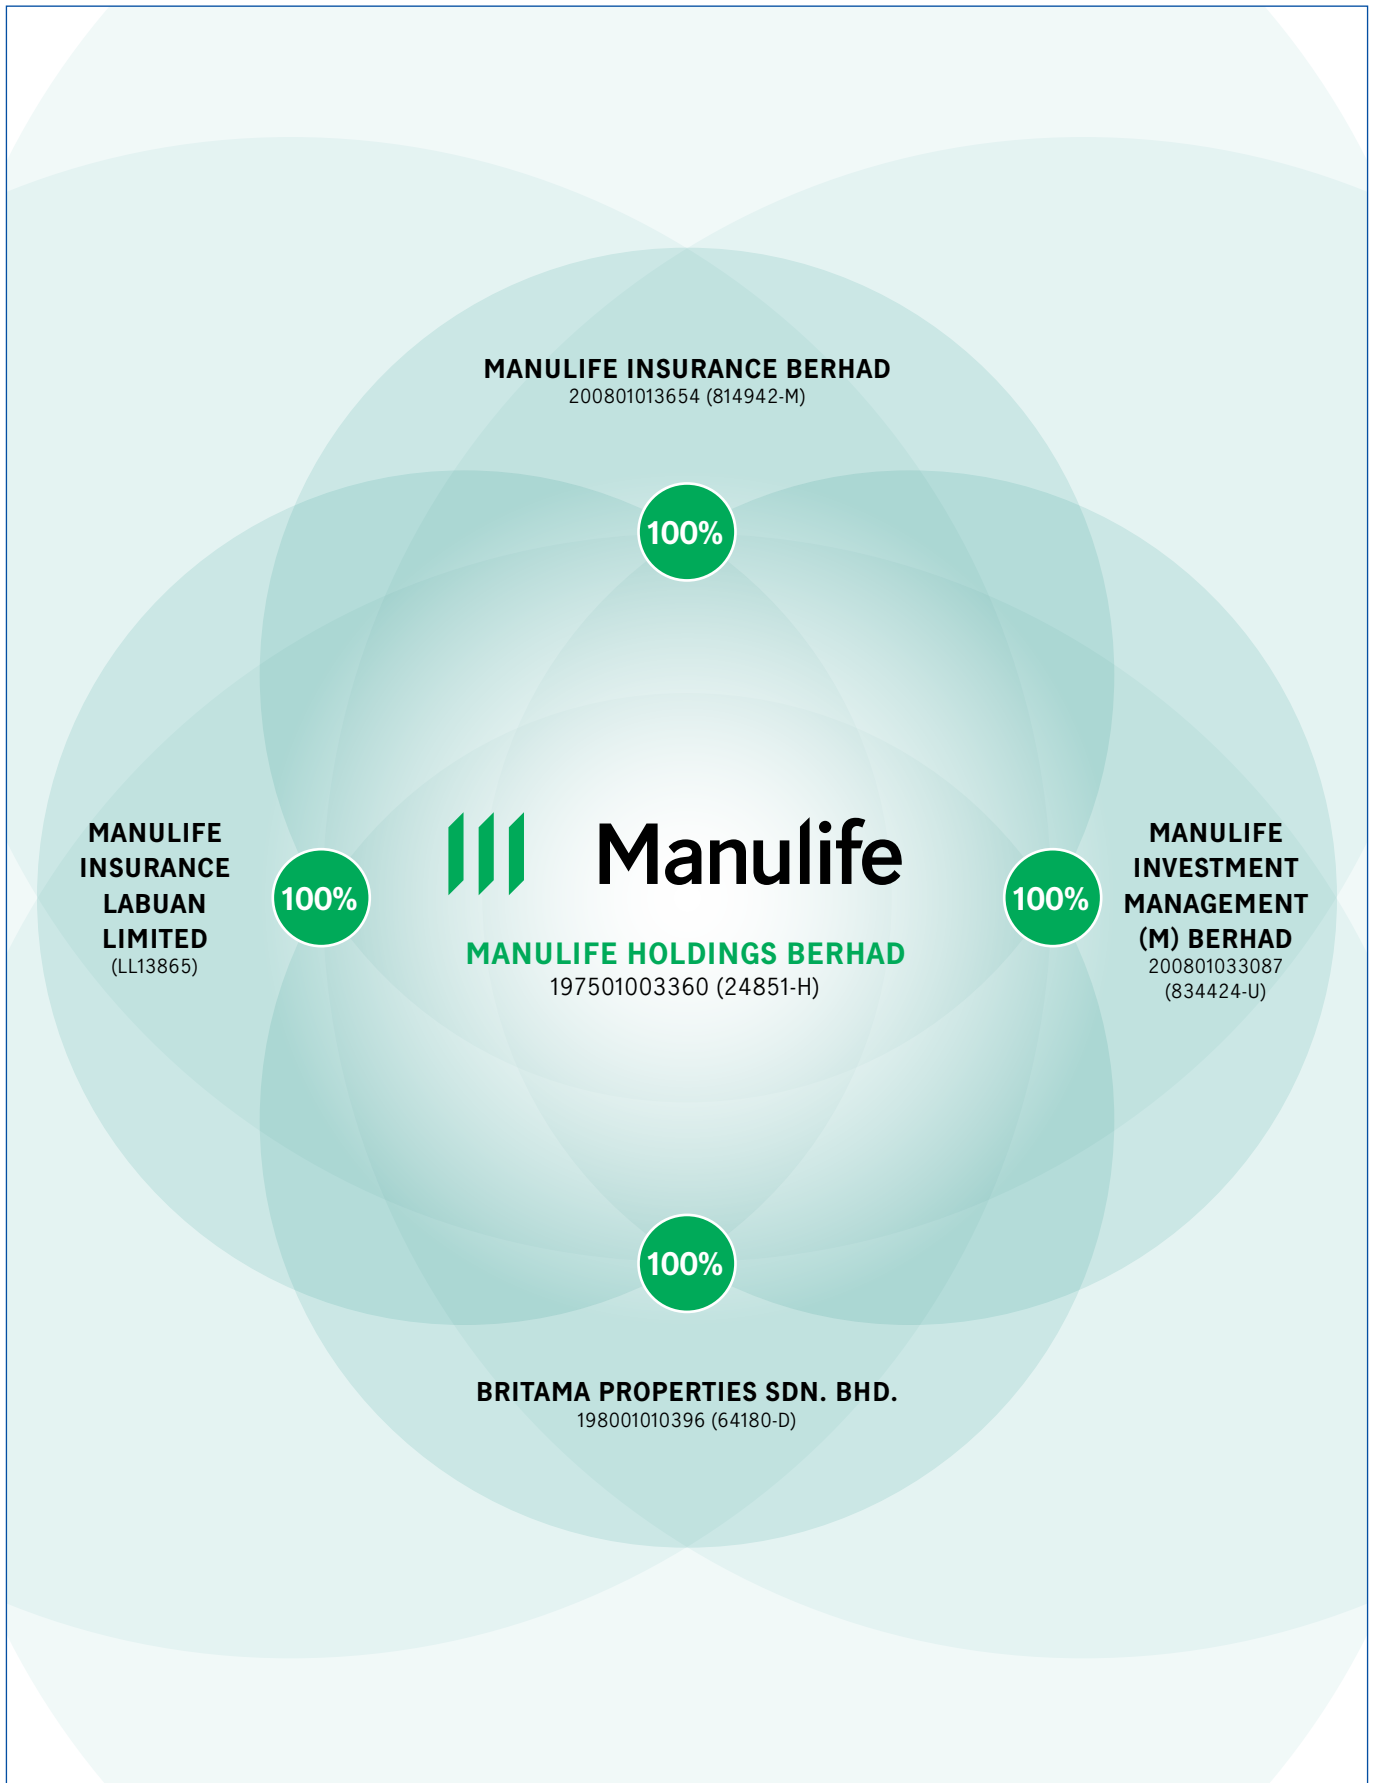 MANULIFE INSURANCE BERHAD
200801013654 (814942-M)
100%
MANULIFE
INSURANCE
LABUAN
LIMITED
(LL13865)
100%
Manulife
MANULIFE HOLDINGS BERHAD
197501003360 (24851-H)
100%
MANULIFE
INVESTMENT
MANAGEMENT
(M) BERHAD
200801033087
(834424-U)
100%
BRITAMA PROPERTIES SDN. BHD.
198001010396 (64180-D)